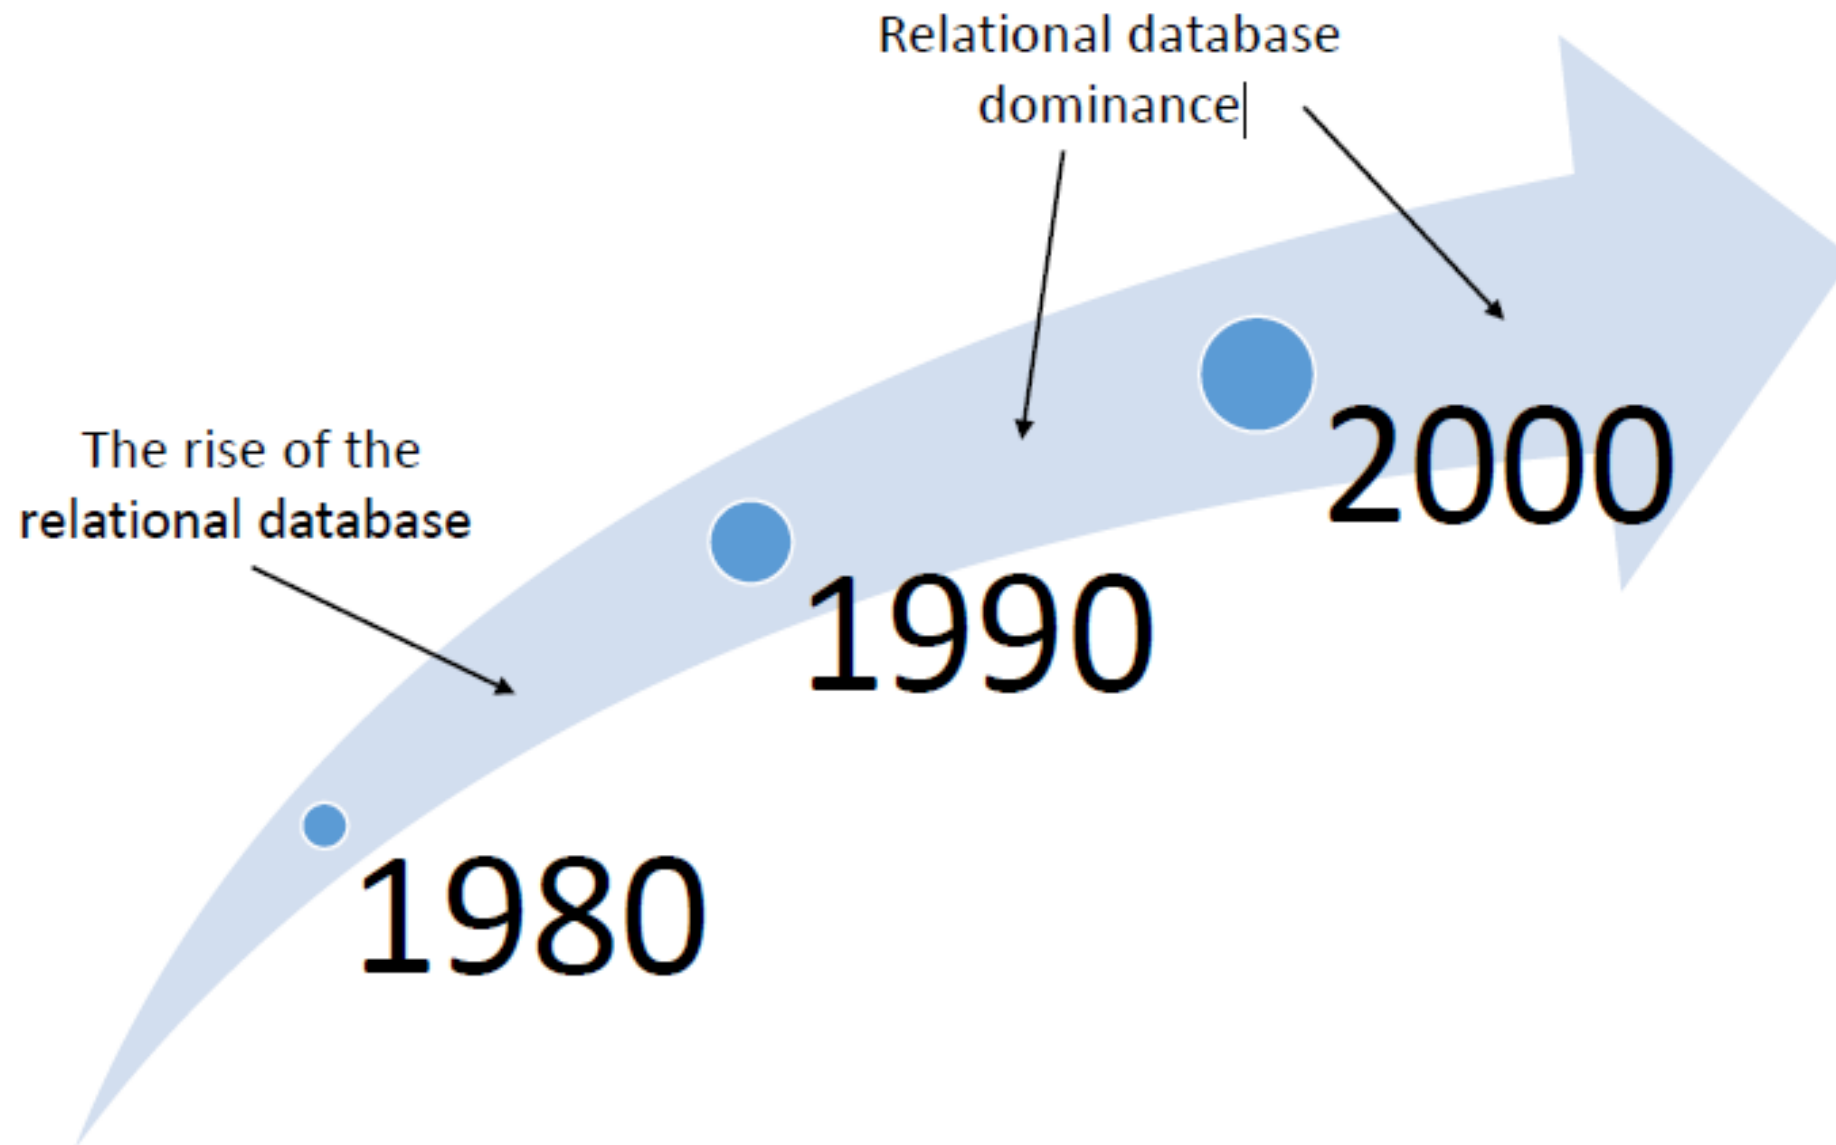 Relational database
dominance
The rise of the
relational database
2000
1990
1980